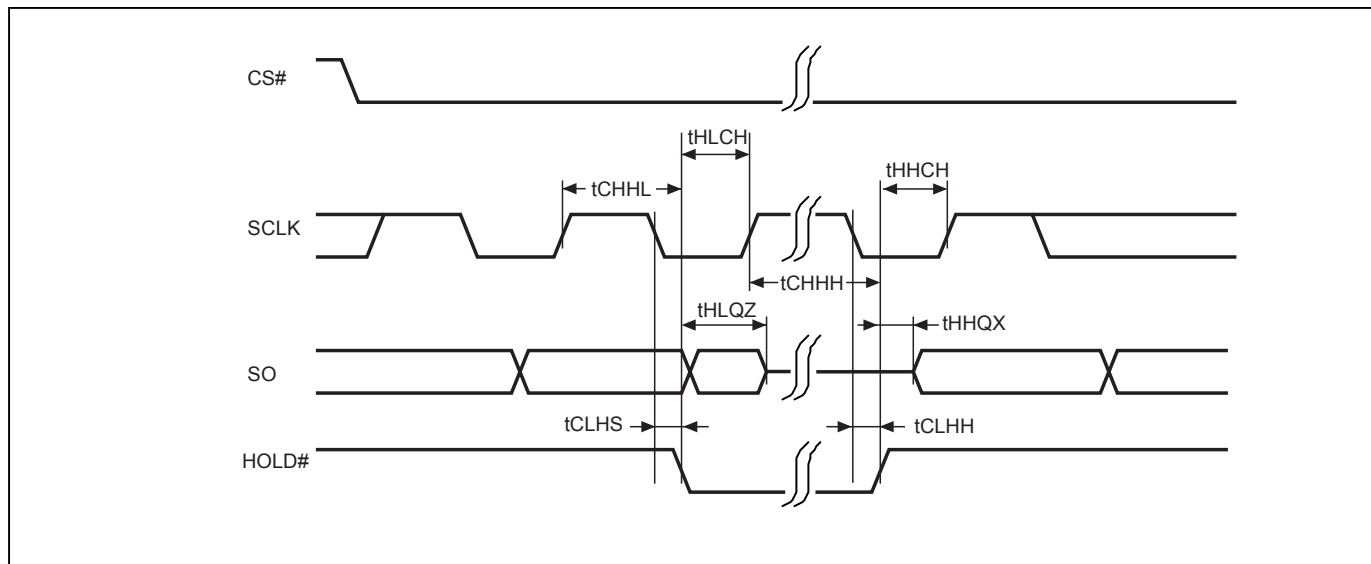 CS#
tHLCH
tHHCH
tCHHL
SCLK
tCHHH
tHLQZ
tHHQX
SO
tCLHS
tCLHH
HOLD#